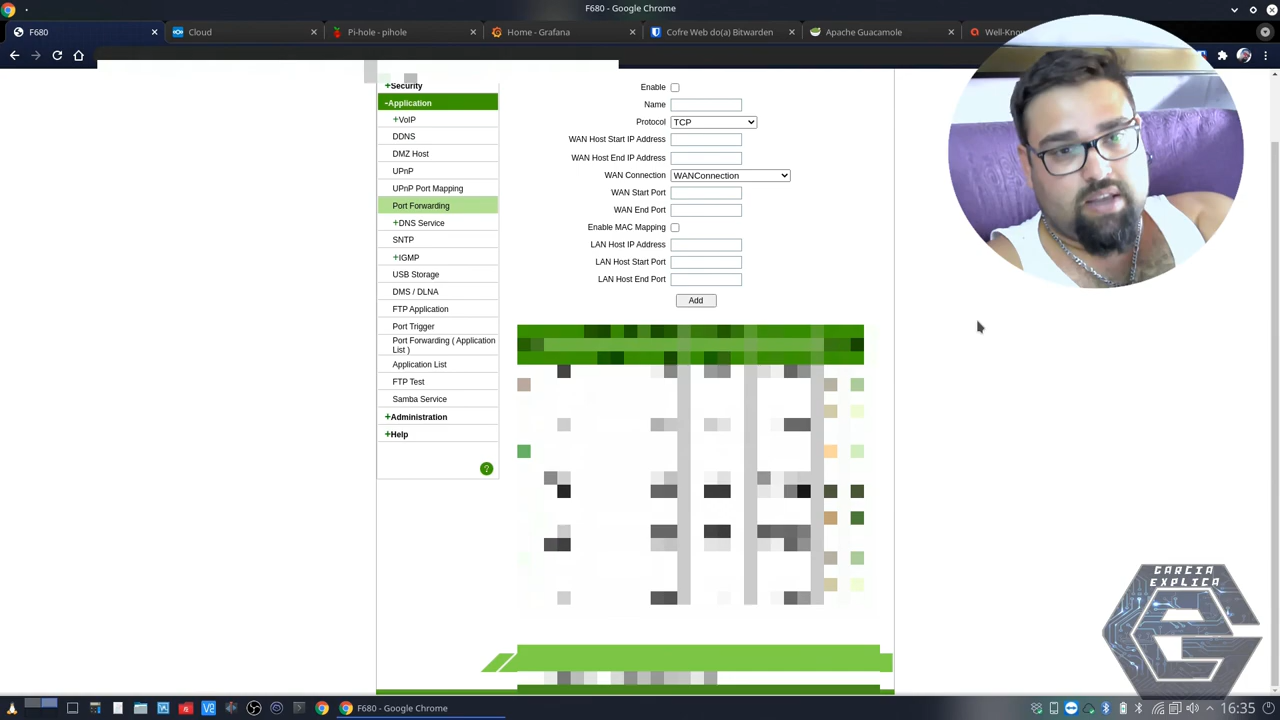 F680 - Google Chrome
F680
Cloud
Pi-hole - pihole
Home - Grafana
Cofre Web do(a) Bitwarden
Apache Guacamole
Well-Kno
+Security
-Application
+VoIP
DDNS
DMZ Host
UPnP
UPnP Port Mapping
Port Forwarding
+DNS Service
SNTP
+IGMP
USB Storage
DMS / DLNA
FTP Application
Port Trigger
Port Forwarding ( Application
List )
Application List
FTP Test
Samba Service
+Administration
+Help
?
Enable
Name
Protocol TCP
WAN Host Start IP Address
WAN Host End IP Address
WAN Connection WANConnection
WAN Start Port
WAN End Port
Enable MAC Mapping
LAN Host IP Address
LAN Host Start Port
LAN Host End Port
Add
GARCIA
EXPLICA
F680 - Google Chrome
16:35